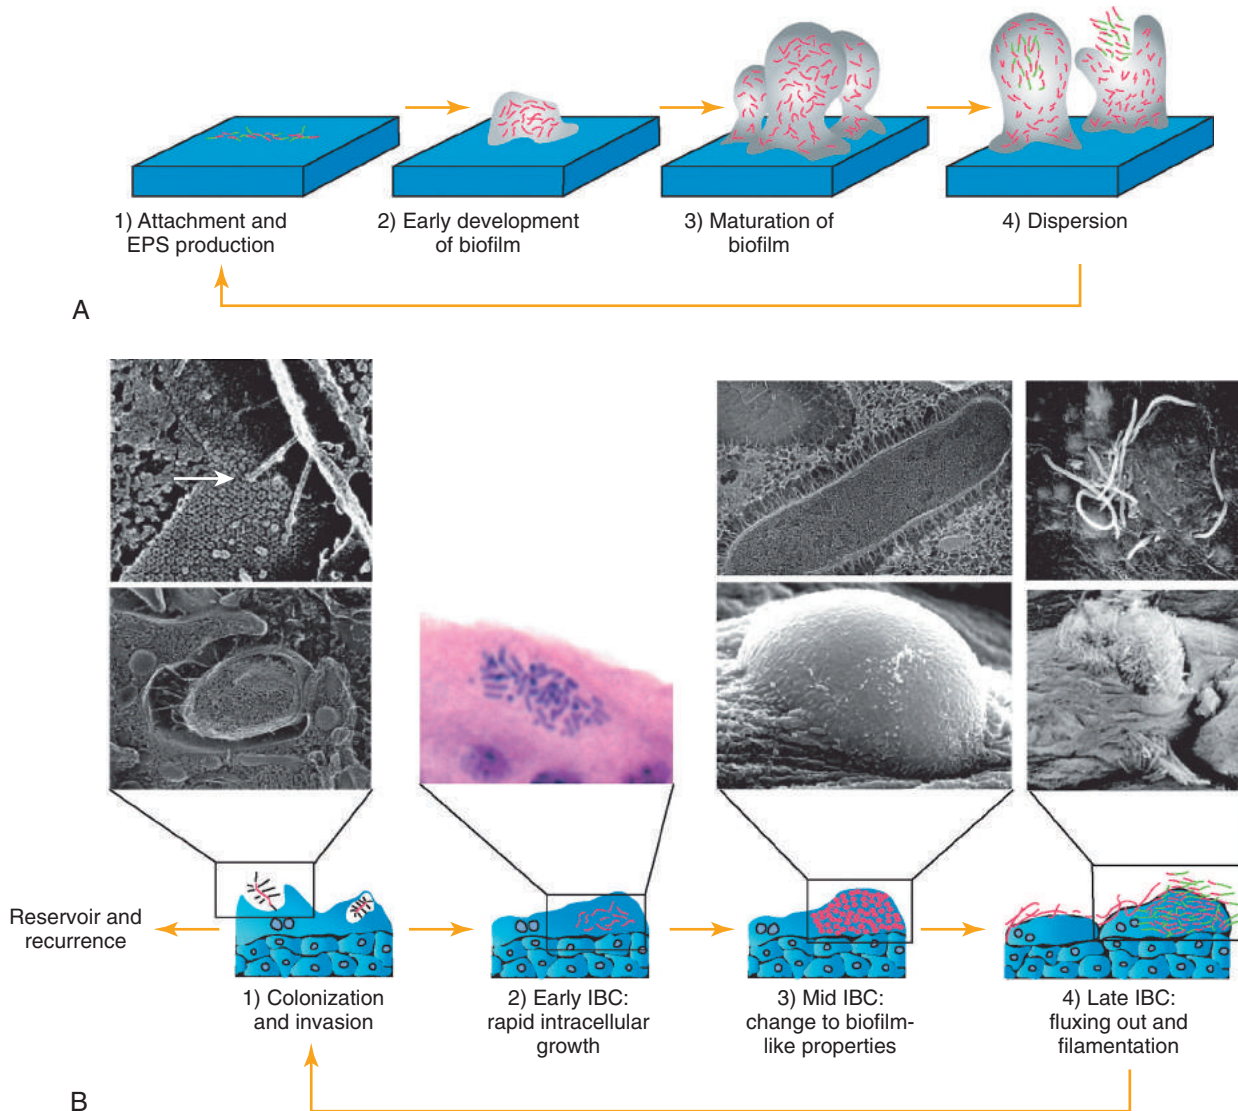 1) Attachment and
EPS production
2) Early development
of biofilm
3) Maturation of
biofilm
4) Dispersion
A
Reservoir and
recurrence
1) Colonization
and invasion
2) Early IBC:
rapid intracellular
growth
3) Mid IBC:
change to biofilm-
like properties
4) Late IBC:
fluxing out and
filamentation
B